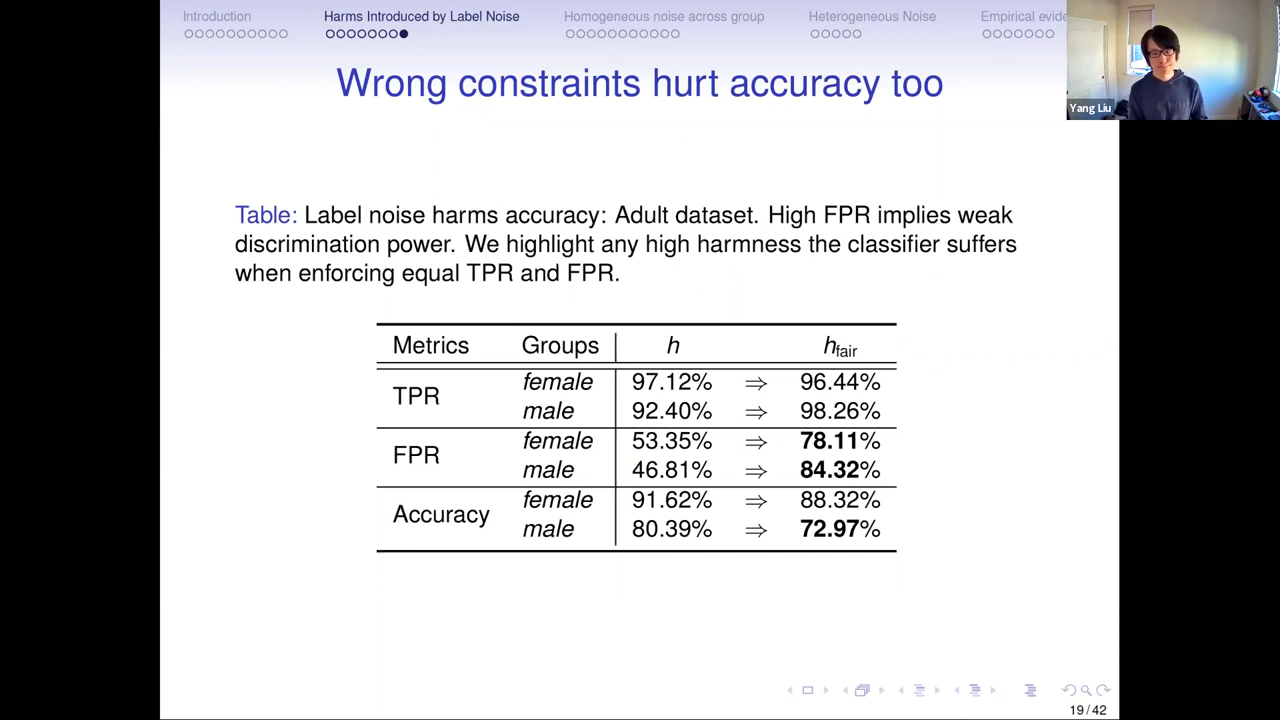 Introduction Harms Introduced by Label Noise Homogeneous noise across group Heterogeneous Noise Empirical evide
Yang Liu
Wrong constraints hurt accuracy too
Table: Label noise harms accuracy: Adult dataset. High FPR implies weak
discrimination power. We highlight any high harmness the classifier suffers
when enforcing equal TPR and FPR.
Metrics Groups h hfair
TPR female 97.12% ⇒ 96.44%
male 92.40% ⇒ 98.26%
FPR female 53.35% ⇒ 78.11%
male 46.81% ⇒ 84.32%
Accuracy female 91.62% ⇒ 88.32%
male 80.39% ⇒ 72.97%
19/42